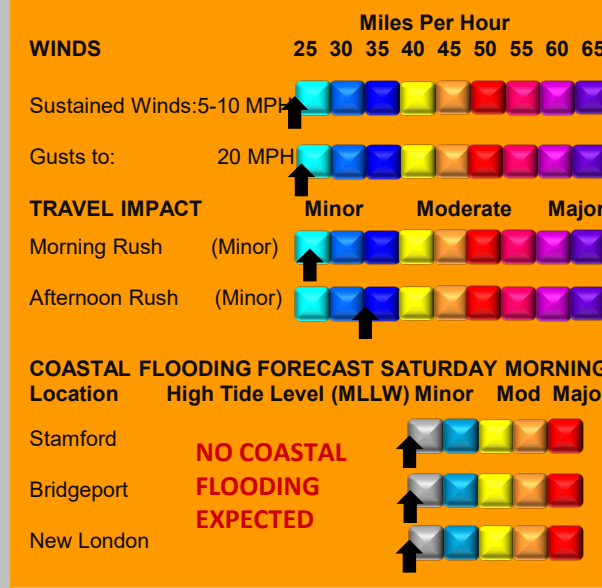 Miles Per Hour
WINDS 25 30 35 40 45 50 55 60 65
Sustained Winds:5-10 MPH
Gusts to: 20 MPH
TRAVEL IMPACT Minor Moderate Major
Morning Rush (Minor)
Afternoon Rush (Minor)
COASTAL FLOODING FORECAST SATURDAY MORNING
Location High Tide Level (MLLW) Minor Mod Majo
Stamford
NO COASTAL
Bridgeport FLOODING
EXPECTED
New London